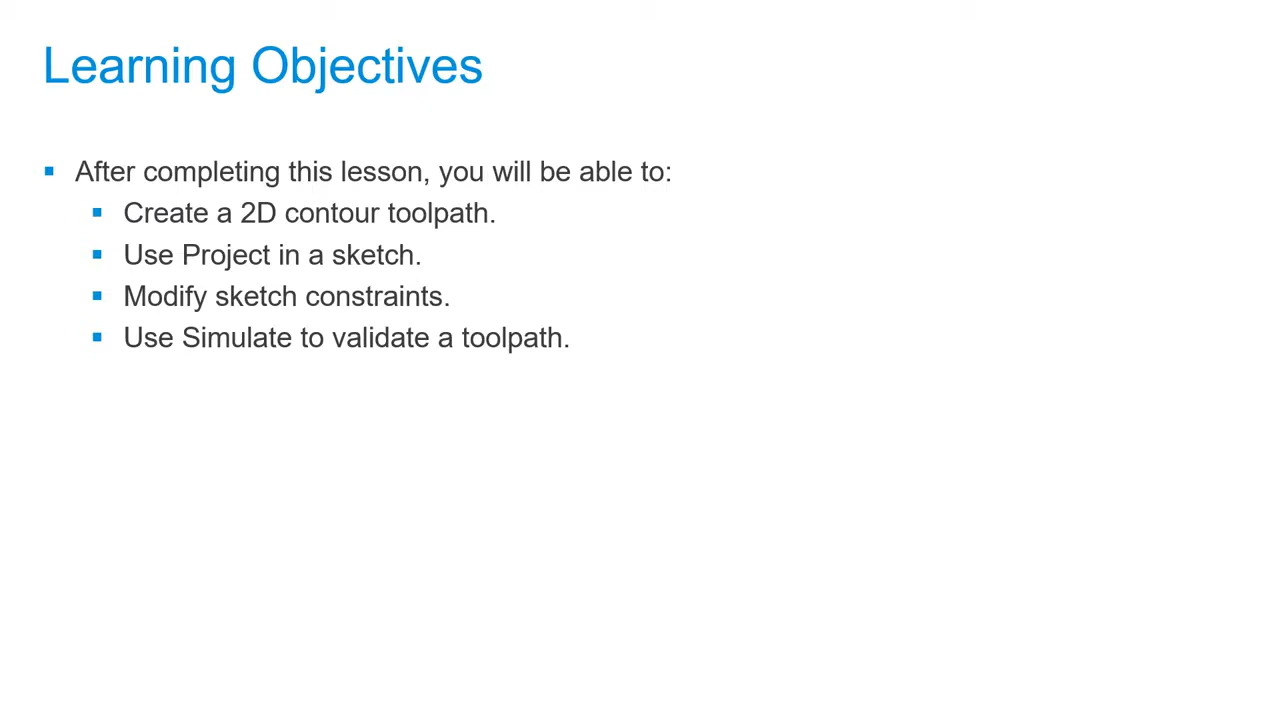 Learning Objectives
After completing this lesson, you will be able to:
Create a 2D contour toolpath.
Use Project in a sketch.
Modify sketch constraints.
Use Simulate to validate a toolpath.